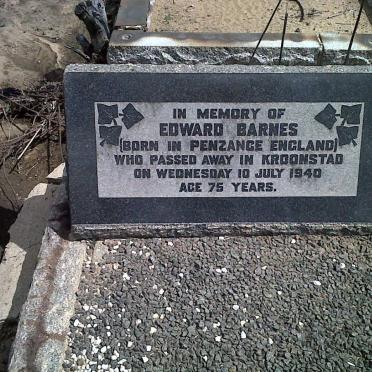 IN MEMORY OF
EDWARD BARNES
(BORN IN PENZANCE ENGLAND)
WHO PASSED AWAY IN KROONSTAD
ON WEDNESDAY 10 JULY 1940
AGE 75 YEARS.